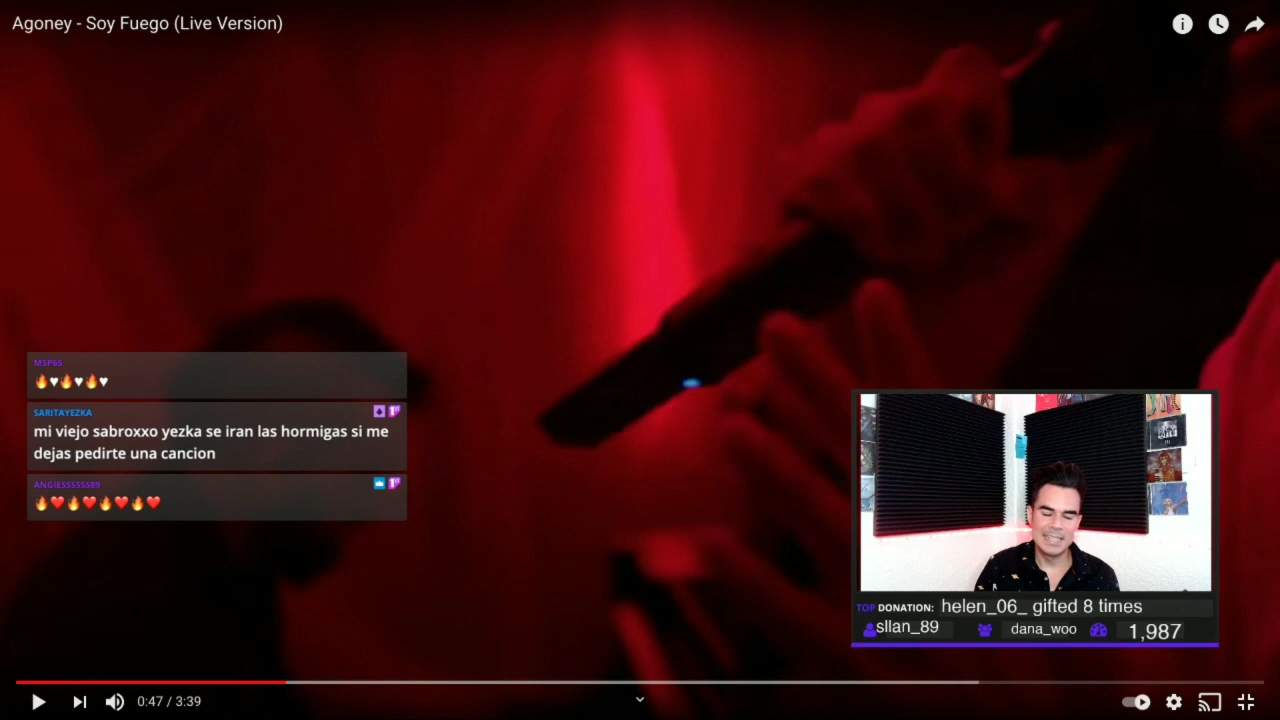 Agoney - Soy Fuego (Live Version)
MSP65
SARITAYEZKA
mi viejo sabroxxo yezka se iran las hormigas si me
dejas pedirte una cancion
ANGIESSSSSS89
TOP DONATION: helen_06_ gifted 8 times
sllan_89 dana_woo 1,987
0:47 / 3:39